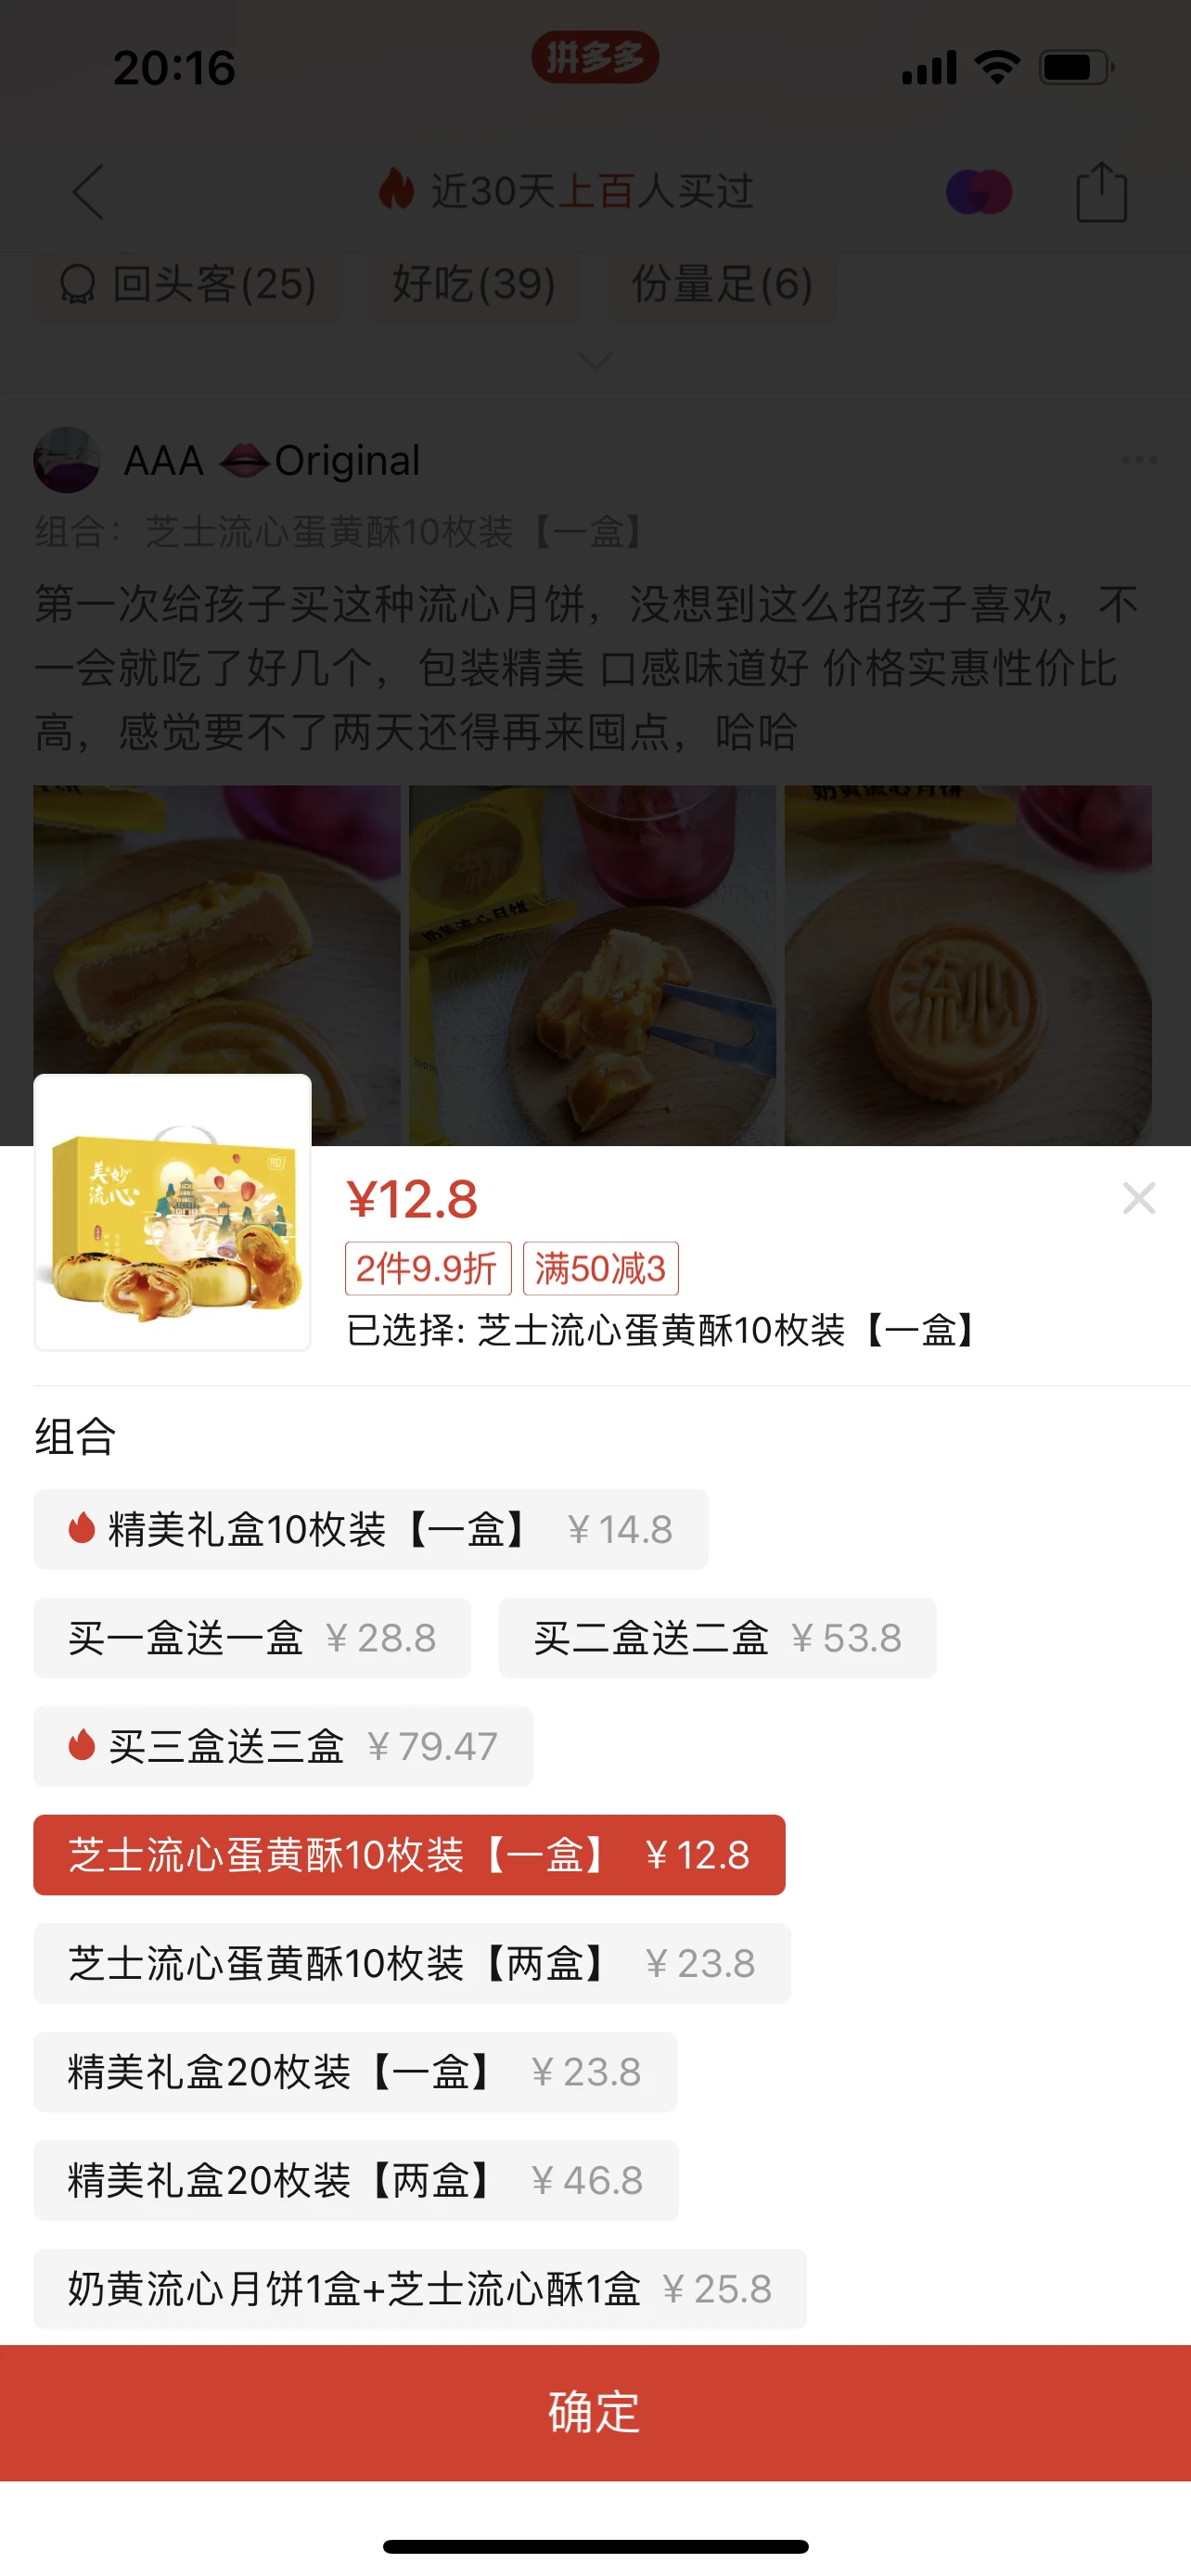 20:16
拼多多
近30天上百人买过
回头客(25) 好吃(39) 份量足(6)
AAA 👄Original
组合：芝士流心蛋黄酥10枚装【一盒】
第一次给孩子买这种流心月饼，没想到这么招孩子喜欢，不
一会就吃了好几个，包装精美 口感味道好 价格实惠性价比
高，感觉要不了两天还得再来囤点，哈哈
奶黄流心月饼
奶黄流心月饼
流心
美妙
流心
¥12.8
2件9.9折 满50减3
已选择: 芝士流心蛋黄酥10枚装【一盒】
组合
精美礼盒10枚装【一盒】 ¥14.8
买一盒送一盒 ¥28.8 买二盒送二盒 ¥53.8
买三盒送三盒 ¥79.47
芝士流心蛋黄酥10枚装【一盒】 ¥12.8
芝士流心蛋黄酥10枚装【两盒】 ¥23.8
精美礼盒20枚装【一盒】 ¥23.8
精美礼盒20枚装【两盒】 ¥46.8
奶黄流心月饼1盒+芝士流心酥1盒 ¥25.8
确定